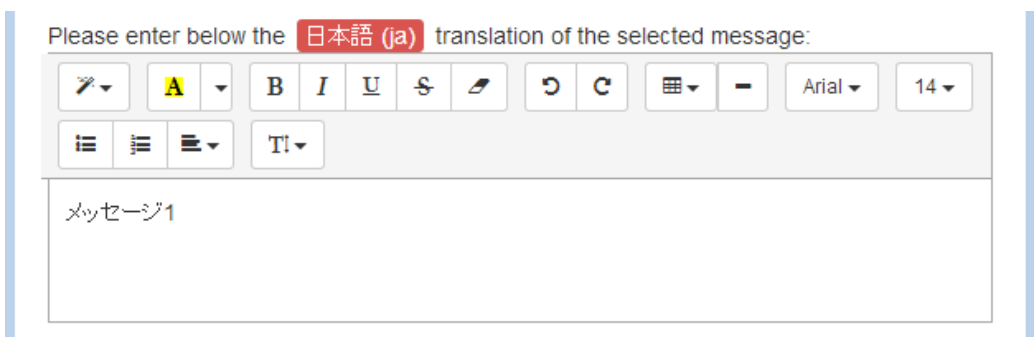 Please enter below the 日本語 (ja) translation of the selected message:
A B I U S Arial 14
T
メッセージ1